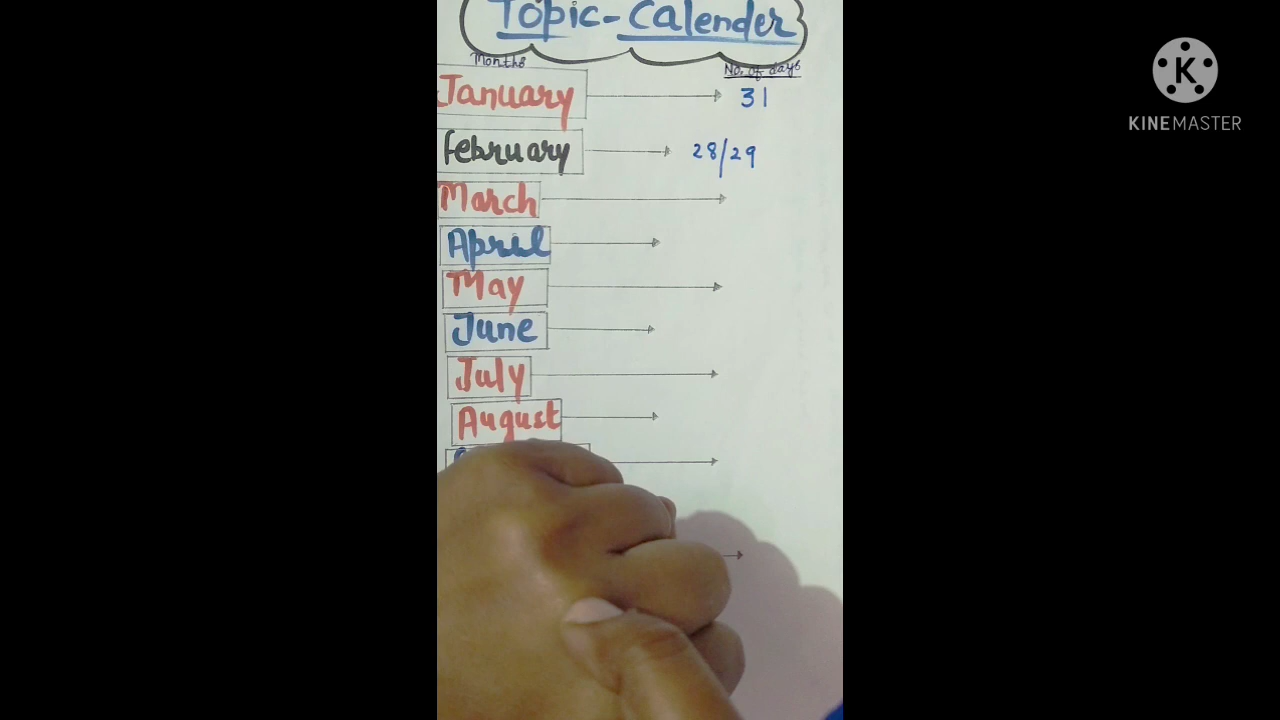 Topic - Calender
Months No. of days
January 31
February 28/29
March
April
May
June
July
August
KINEMASTER